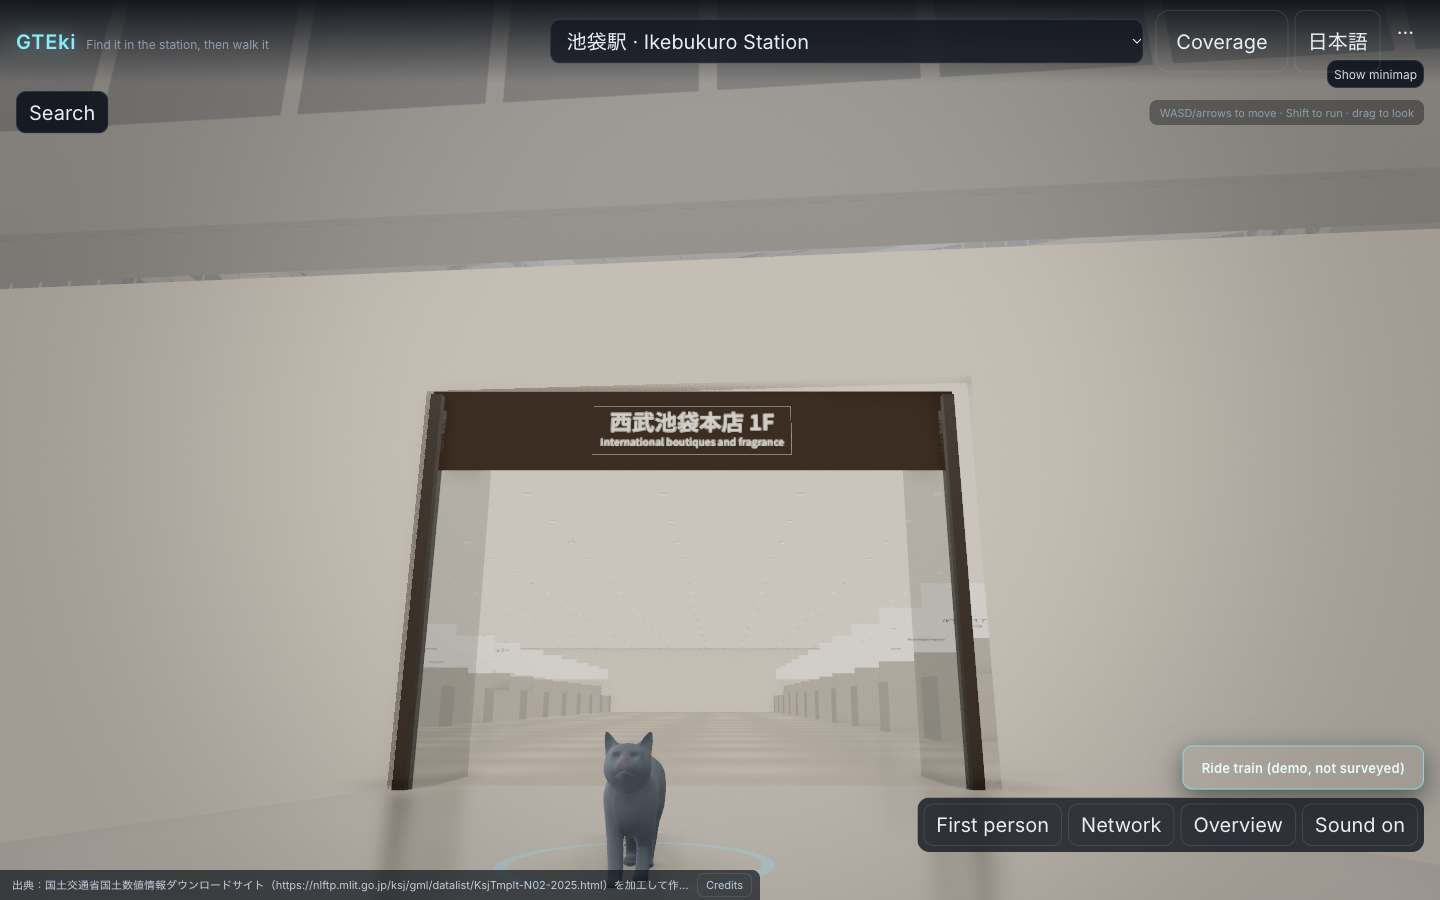 GTEki Find it in the station, then walk it
池袋駅 · Ikebukuro Station
Coverage
日本語
...
Show minimap
Search
WASD/arrows to move · Shift to run · drag to look
西武池袋本店 1F
International boutiques and fragrance
Ride train (demo, not surveyed)
First person
Network
Overview
Sound on
出典：国土交通省国土数値情報ダウンロードサイト（https://nlftp.mlit.go.jp/ksj/gml/datalist/KsjTmplt-N02-2025.html）を加工して作...
Credits